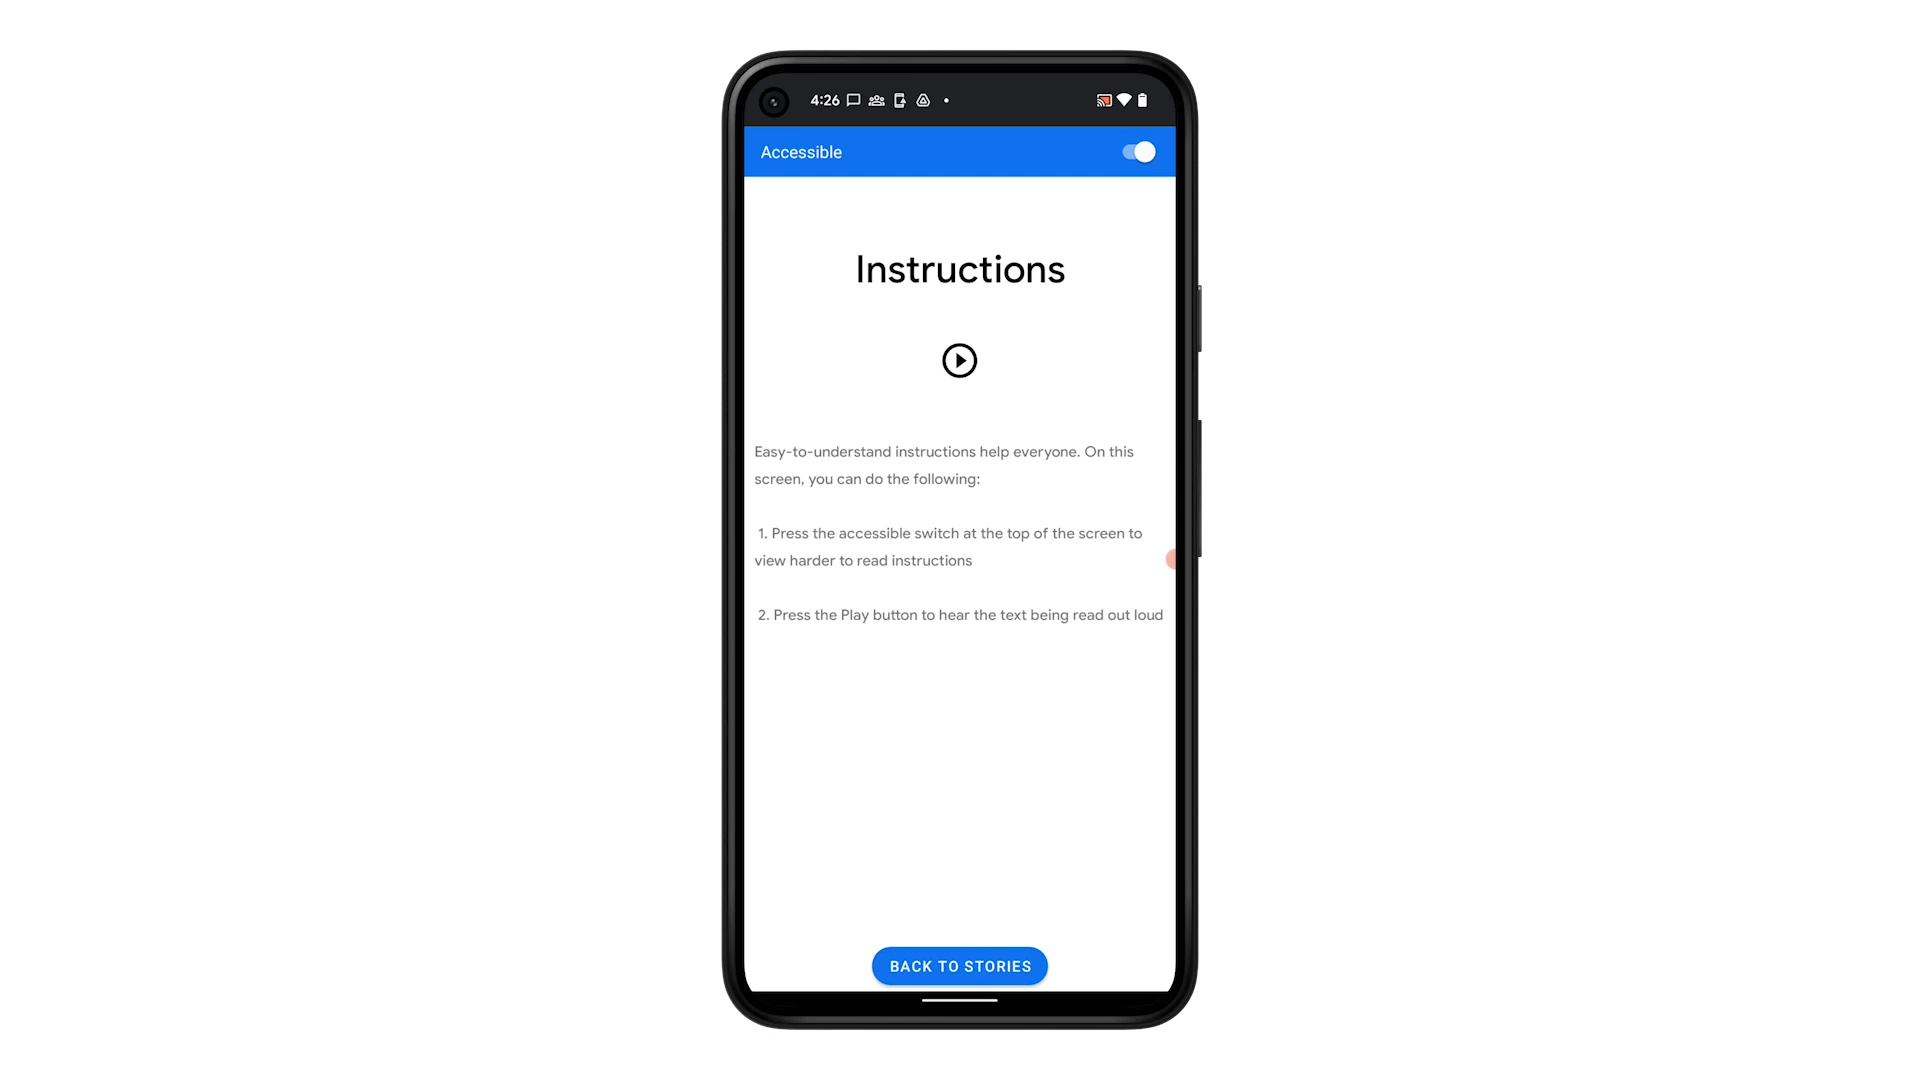 4:26
Accessible
Instructions
Easy-to-understand instructions help everyone. On this
screen, you can do the following:
1. Press the accessible switch at the top of the screen to
view harder to read instructions
2. Press the Play button to hear the text being read out loud
BACK TO STORIES